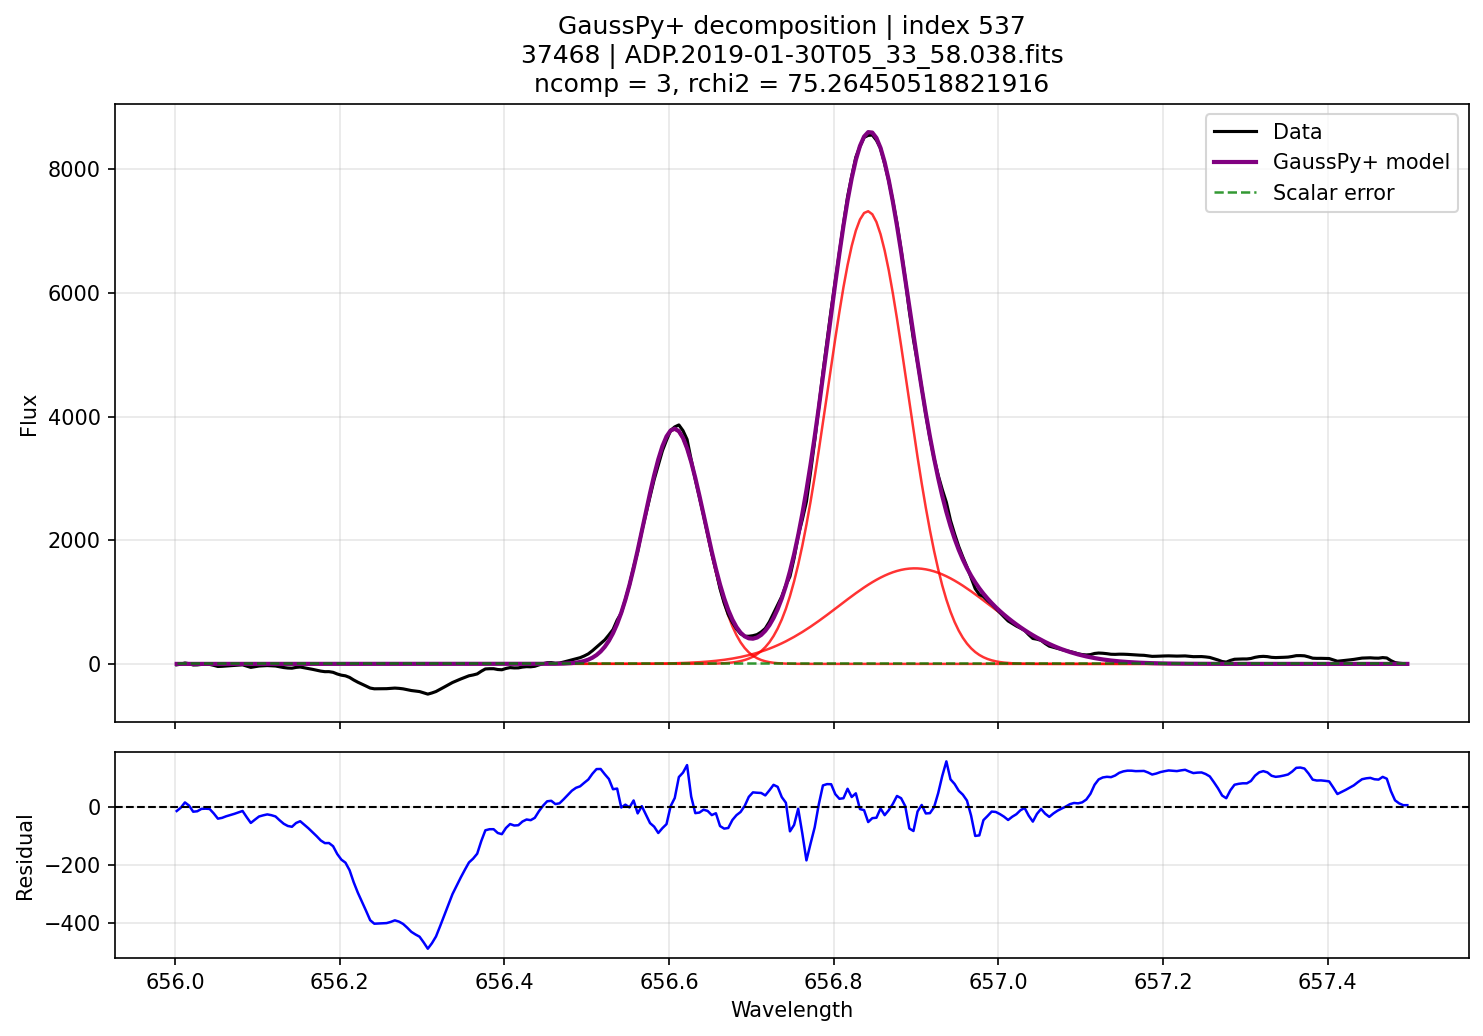 GaussPy+ decomposition | index 537
37468 | ADP.2019-01-30T05_33_58.038.fits
ncomp = 3, rchi2 = 75.26450518821916
Data
GaussPy+ model
Scalar error
Flux
8000
6000
4000
2000
0
Residual
0
−200
−400
656.0
656.2
656.4
656.6
656.8
657.0
657.2
657.4
Wavelength